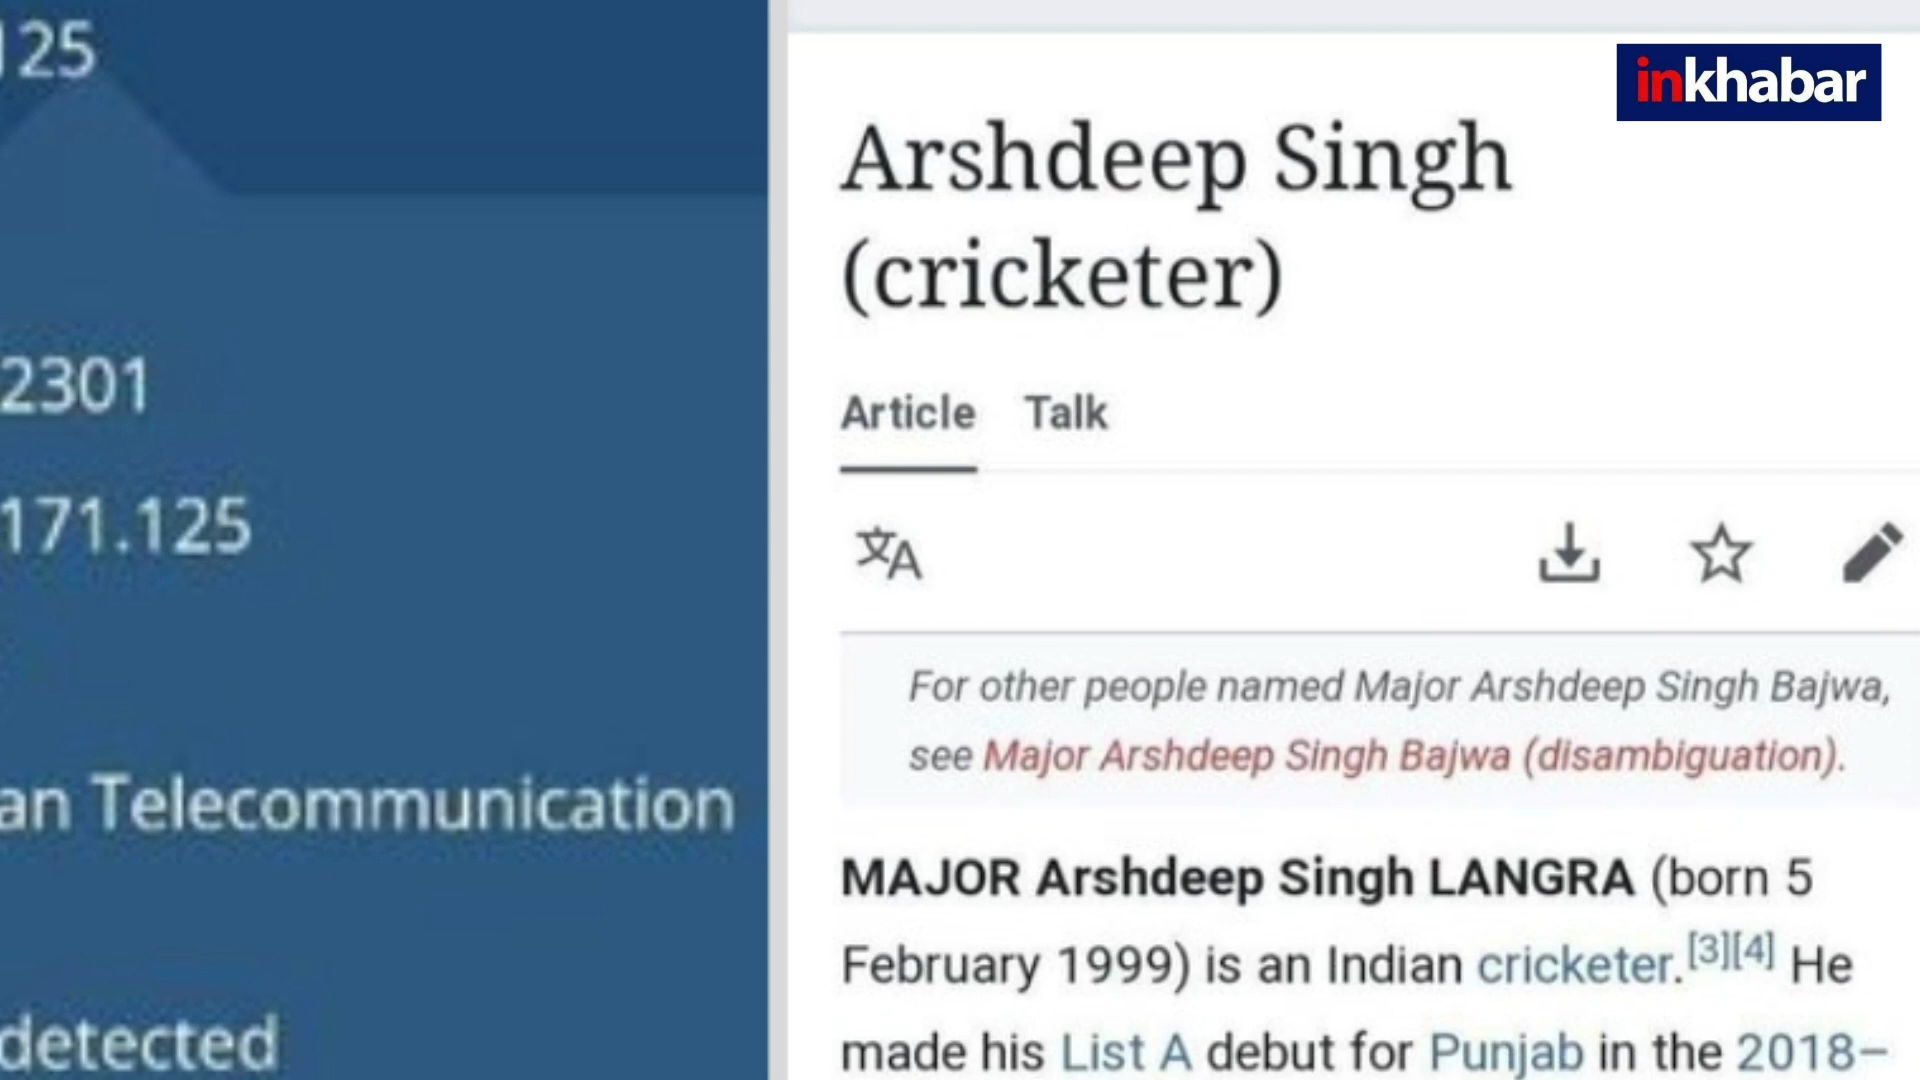 125
2301
171.125
an Telecommunication
detected
inkhabar
Arshdeep Singh
(cricketer)
Article Talk
文A
For other people named Major Arshdeep Singh Bajwa,
see Major Arshdeep Singh Bajwa (disambiguation).
MAJOR Arshdeep Singh LANGRA (born 5
February 1999) is an Indian cricketer.[3][4] He
made his List A debut for Punjab in the 2018–